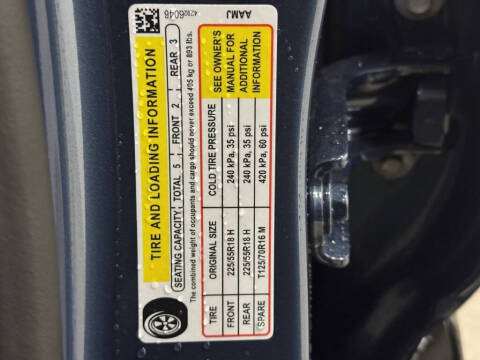 4Z926046 AAMJ
TIRE AND LOADING INFORMATION
SEATING CAPACITY TOTAL 5 FRONT 2 REAR 3
The combined weight of occupants and cargo should never exceed 405 kg or 893 lbs.
TIRE ORIGINAL SIZE COLD TIRE PRESSURE
FRONT 225/55R18 H 240 kPa, 35 psi
REAR 225/55R18 H 240 kPa, 35 psi
SPARE T125/70R16 M 420 kPa, 60 psi
SEE OWNER'S
MANUAL FOR
ADDITIONAL
INFORMATION